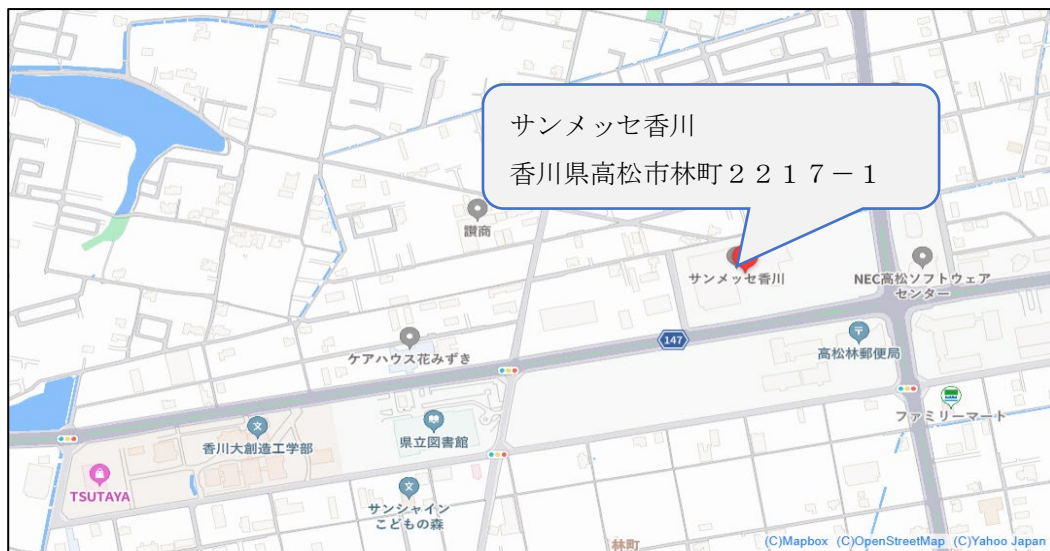 サンメッセ香川
香川県高松市林町２２１７－１
讃商
サンメッセ香川
NEC高松ソフトウェア
センター
147
高松林郵便局
ケアハウス花みずき
ファミリーマート
香川大創造工学部
県立図書館
TSUTAYA
サンシャイン
こどもの森
林町
(C)Mapbox (C)OpenStreetMap (C)Yahoo Japan